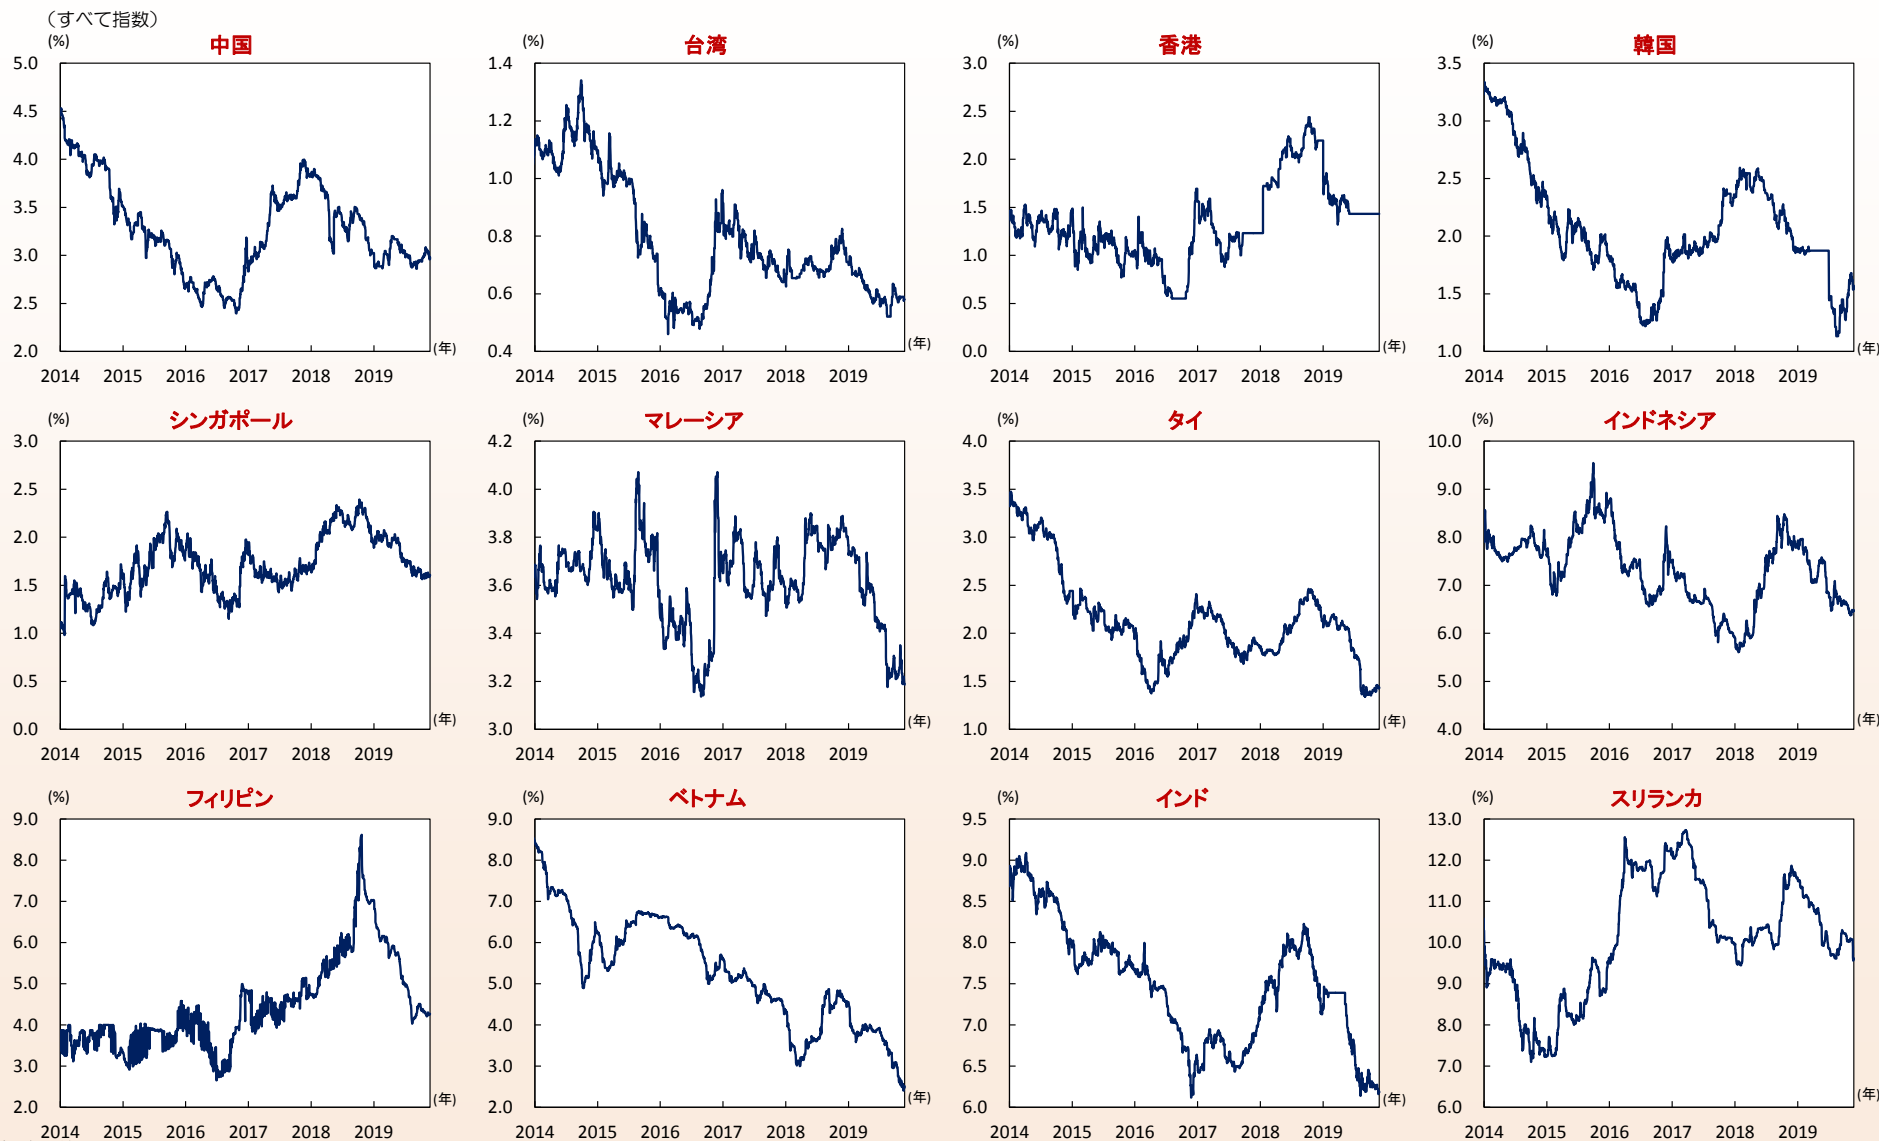 （すべて指数）
(%) 中国 (%) 台湾 (%) 香港 (%) 韓国
5.0 1.4 3.0 3.5
4.5 1.2 2.5 3.0
4.0 1.0 2.0 2.5
3.5 0.8 1.5 2.0
3.0 0.6 1.0 1.5
2.5 0.4 0.5 1.0
2.0 0.0
(年) (年) (年) (年)
2014 2015 2016 2017 2018 2019 2014 2015 2016 2017 2018 2019 2014 2015 2016 2017 2018 2019 2014 2015 2016 2017 2018 2019
(%) シンガポール (%) マレーシア (%) タイ (%) インドネシア
3.0 4.2 4.0 10.0
2.5 4.0 3.5 9.0
2.0 3.8 3.0 8.0
1.5 3.6 2.5 7.0
1.0 3.4 2.0 6.0
0.5 3.2 1.5 5.0
0.0 3.0 1.0 4.0
(年) (年) (年) (年)
2014 2015 2016 2017 2018 2019 2014 2015 2016 2017 2018 2019 2014 2015 2016 2017 2018 2019 2014 2015 2016 2017 2018 2019
(%) フィリピン (%) ベトナム (%) インド (%) スリランカ
9.0 9.0 9.5 13.0
8.0 8.0 9.0 12.0
7.0 7.0 8.5 11.0
6.0 6.0 8.0 10.0
5.0 5.0 7.5 9.0
4.0 4.0 7.0 8.0
3.0 3.0 6.5 7.0
2.0 2.0 6.0 6.0
(年) (年) (年) (年)
2014 2015 2016 2017 2018 2019 2014 2015 2016 2017 2018 2019 2014 2015 2016 2017 2018 2019 2014 2015 2016 2017 2018 2019